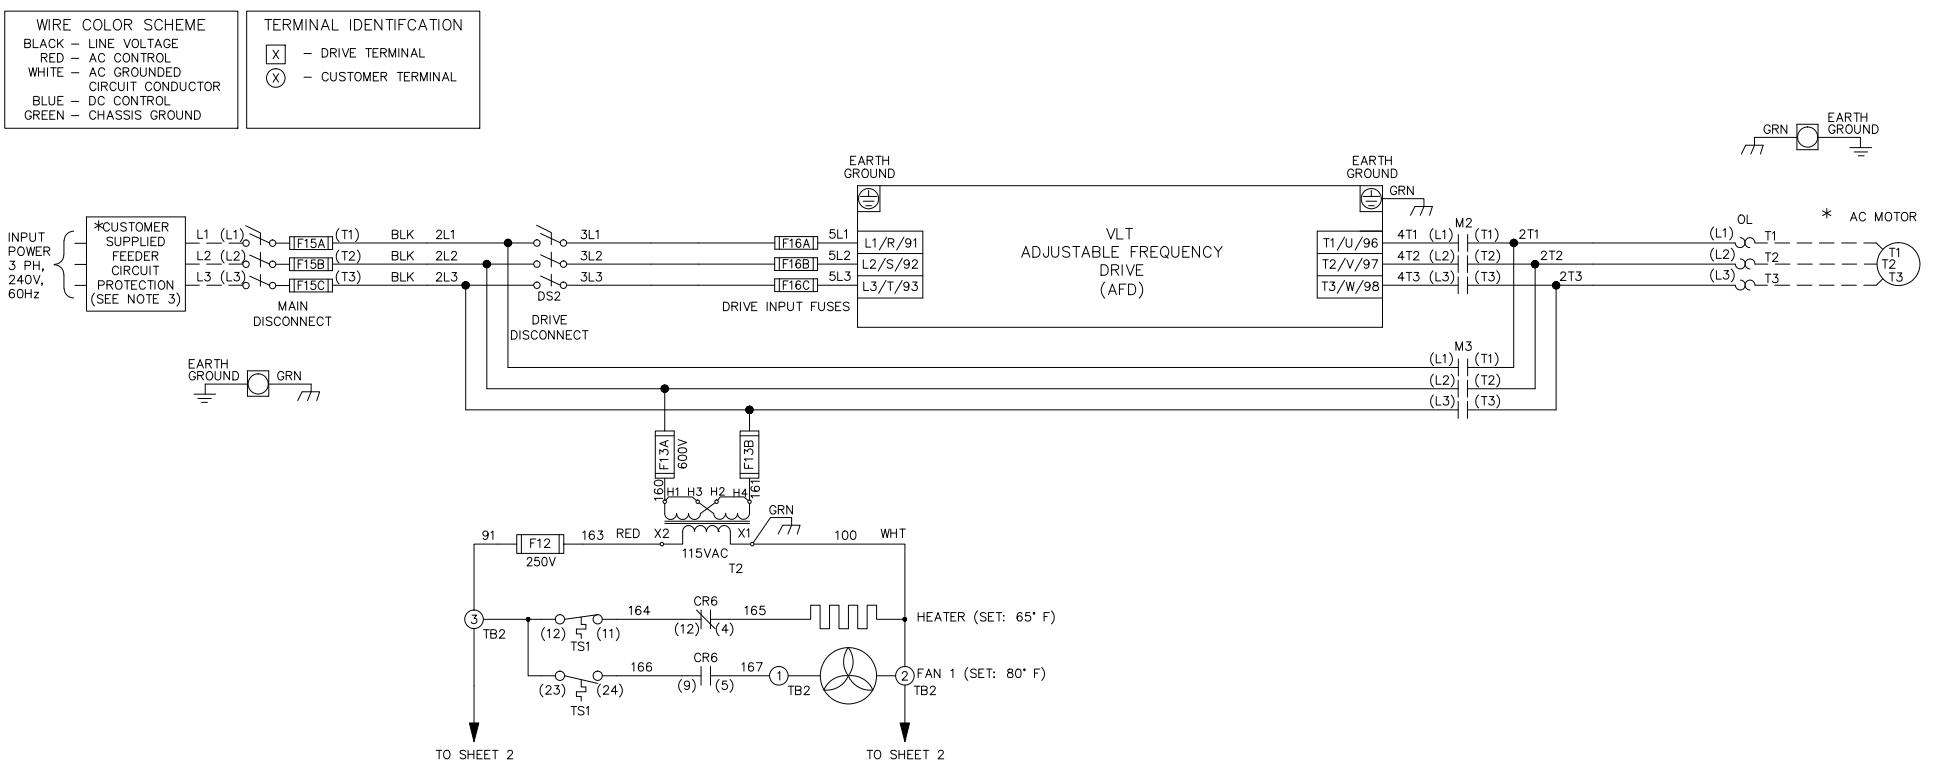 WIRE COLOR SCHEME
BLACK – LINE VOLTAGE
RED – AC CONTROL
WHITE – AC GROUNDED
CIRCUIT CONDUCTOR
BLUE – DC CONTROL
GREEN – CHASSIS GROUND
TERMINAL IDENTIFCATION
X – DRIVE TERMINAL
X – CUSTOMER TERMINAL
INPUT
POWER
3 PH,
240V,
60Hz
*CUSTOMER
SUPPLIED
FEEDER
CIRCUIT
PROTECTION
(SEE NOTE 3)
L1 (L1) F15A (T1) BLK 2L1 3L1 F16A 5L1 L1/R/91
L2 (L2) F15B (T2) BLK 2L2 3L2 F16B 5L2 L2/S/92
L3 (L3) F15C (T3) BLK 2L3 3L3 F16C 5L3 L3/T/93
MAIN
DISCONNECT
DS2
DRIVE
DISCONNECT
DRIVE INPUT FUSES
EARTH
GROUND
VLT
ADJUSTABLE FREQUENCY
DRIVE
(AFD)
EARTH
GROUND
GRN
M2
T1/U/96 4T1 (L1) (T1) 2T1
T2/V/97 4T2 (L2) (T2) 2T2
T3/W/98 4T3 (L3) (T3) 2T3
OL
(L1) T1
(L2) T2
(L3) T3
* AC MOTOR
T1
T2
T3
GRN
EARTH
GROUND
EARTH
GROUND
GRN
M3
(L1) (T1)
(L2) (T2)
(L3) (T3)
F13A
600V
F13B
160
161
H1 H3 H2 H4
GRN
91 F12 163 RED X2 X1 100 WHT
250V
115VAC
T2
3
TB2
(12) (11)
TS1
164
CR6
(12) (4)
165
HEATER (SET: 65° F)
(23) (24)
TS1
166
CR6
(9) (5)
167
1
TB2
2
TB2
FAN 1 (SET: 80° F)
TO SHEET 2
TO SHEET 2